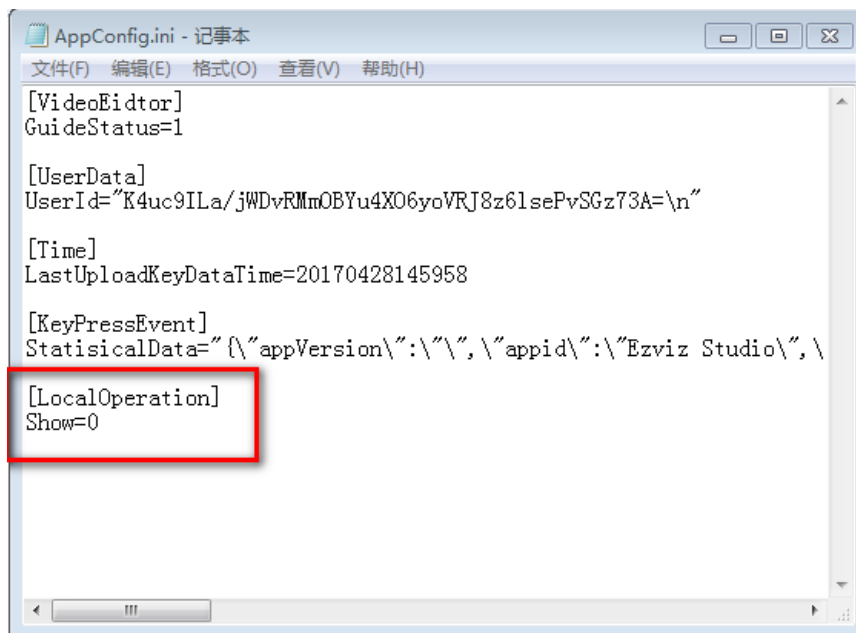 AppConfig.ini - 记事本
文件(F) 编辑(E) 格式(O) 查看(V) 帮助(H)
[VideoEidtor]
GuideStatus=1
[UserData]
UserId="K4uc9ILa/jWDvRMmOBYu4XO6yoVRJ8z6lsePvSGz73A=\n"
[Time]
LastUploadKeyDataTime=20170428145958
[KeyPressEvent]
StatisicalData="{\"appVersion\":\"\",\"appid\":\"Ezviz Studio\",\
[LocalOperation]
Show=0